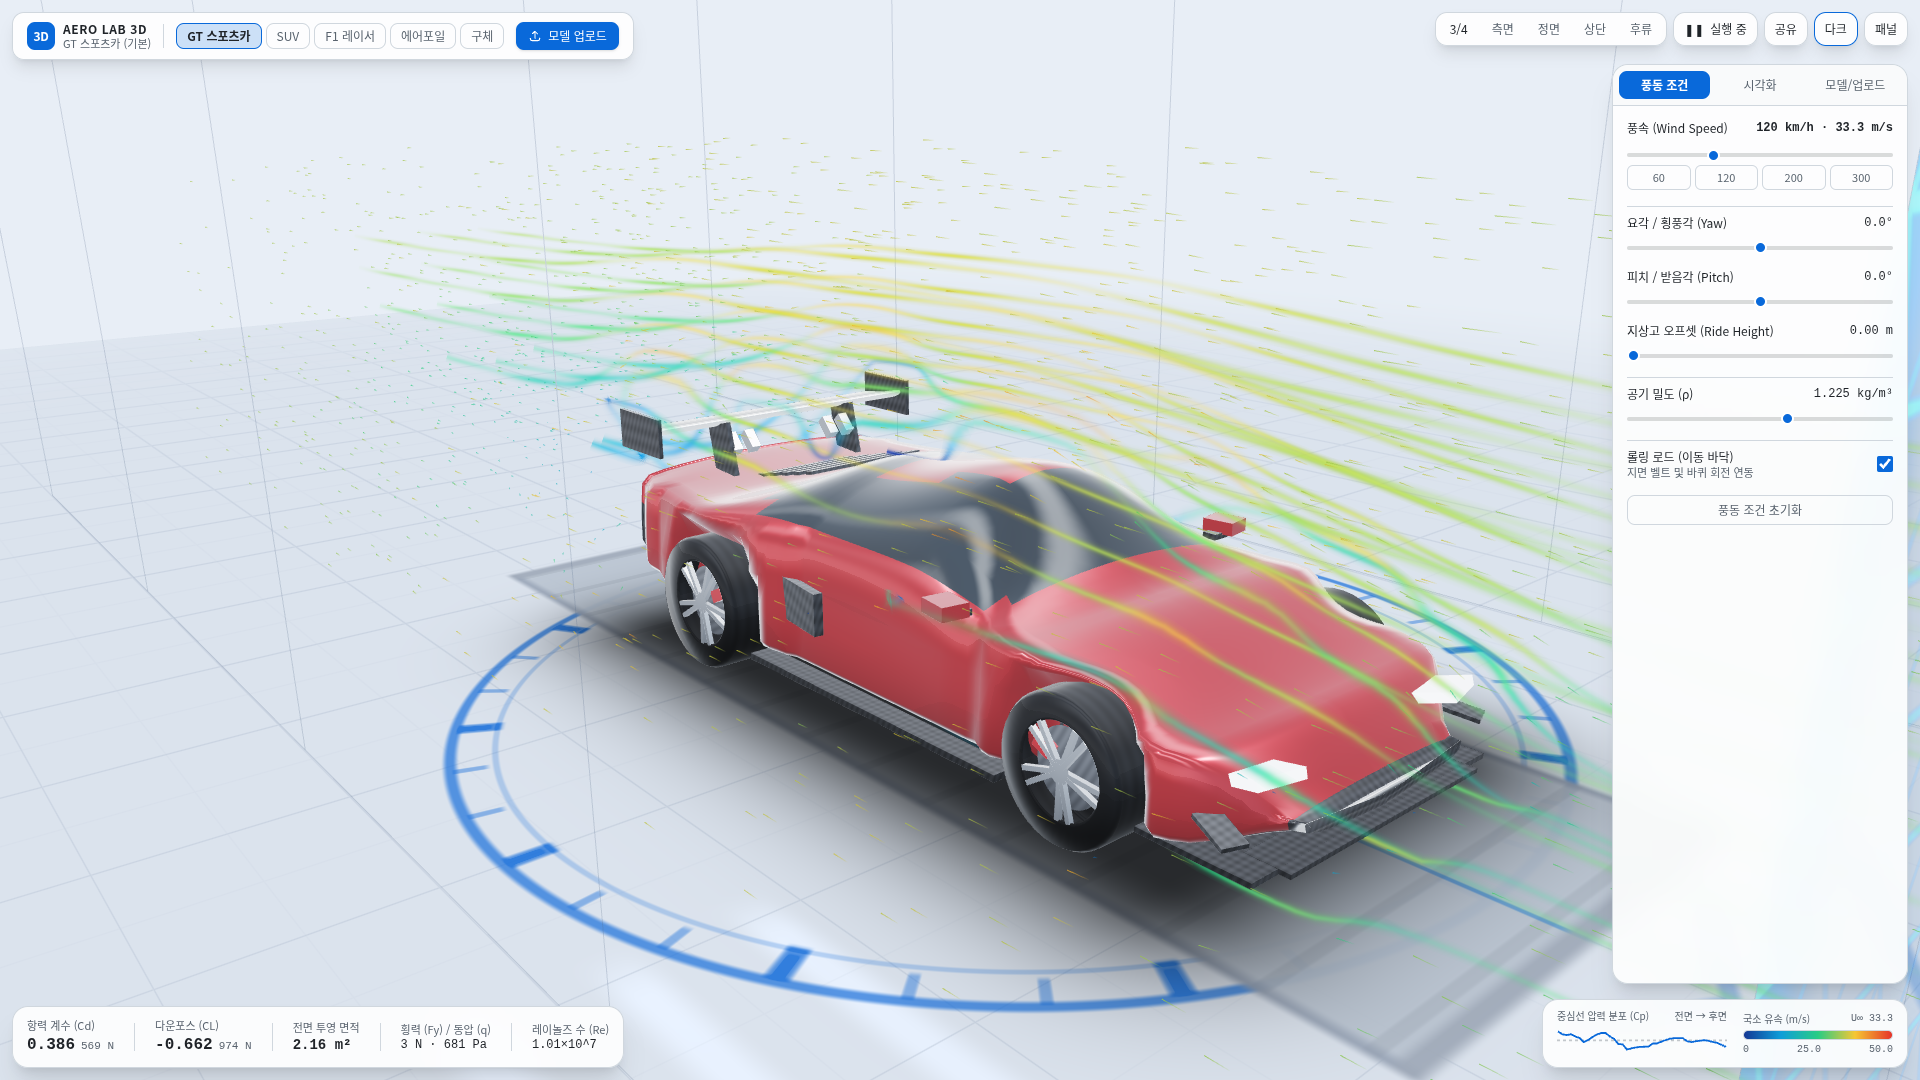 3D
AERO LAB 3D
GT 스포츠카 (기본)
GT 스포츠카
SUV
F1 레이서
에어포일
구체
모델 업로드
3/4
측면
정면
상단
후류
실행 중
공유
다크
패널
풍동 조건
시각화
모델/업로드
풍속 (Wind Speed)
120 km/h · 33.3 m/s
60
120
200
300
요각 / 횡풍각 (Yaw)
0.0°
피치 / 받음각 (Pitch)
0.0°
지상고 오프셋 (Ride Height)
0.00 m
공기 밀도 (ρ)
1.225 kg/m³
롤링 로드 (이동 바닥)
지면 벨트 및 바퀴 회전 연동
풍동 조건 초기화
항력 계수 (Cd)
0.386 569 N
다운포스 (CL)
-0.662 974 N
전면 투영 면적
2.16 m²
횡력 (Fy) / 동압 (q)
3 N · 681 Pa
레이놀즈 수 (Re)
1.01×10^7
중심선 압력 분포 (Cp)
전면 → 후면
국소 유속 (m/s)
U∞ 33.3
0
25.0
50.0